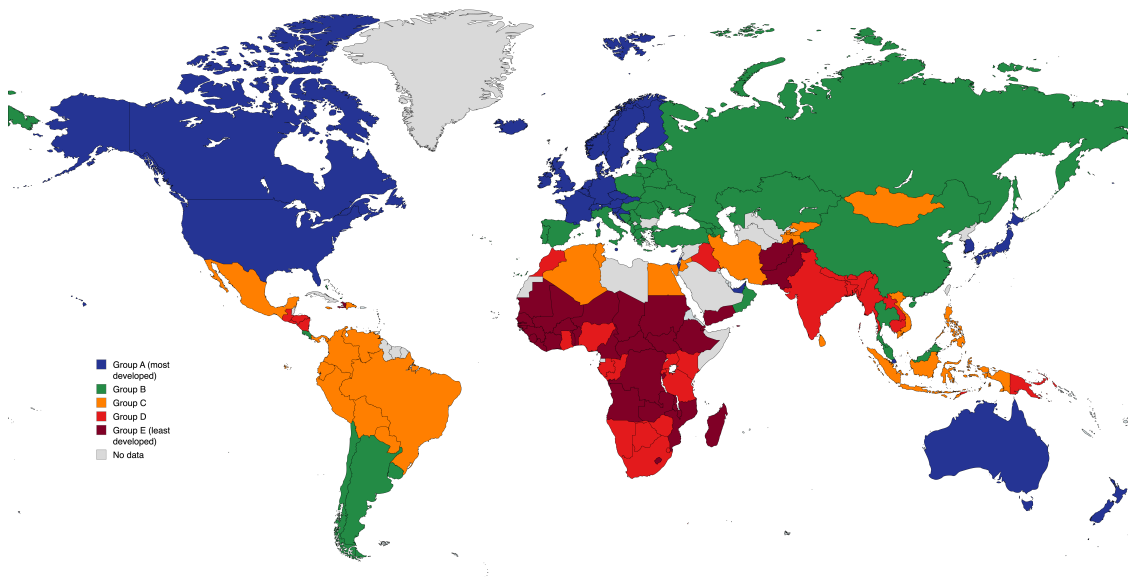 Group A (most
developed)
Group B
Group C
Group D
Group E (least
developed)
No data